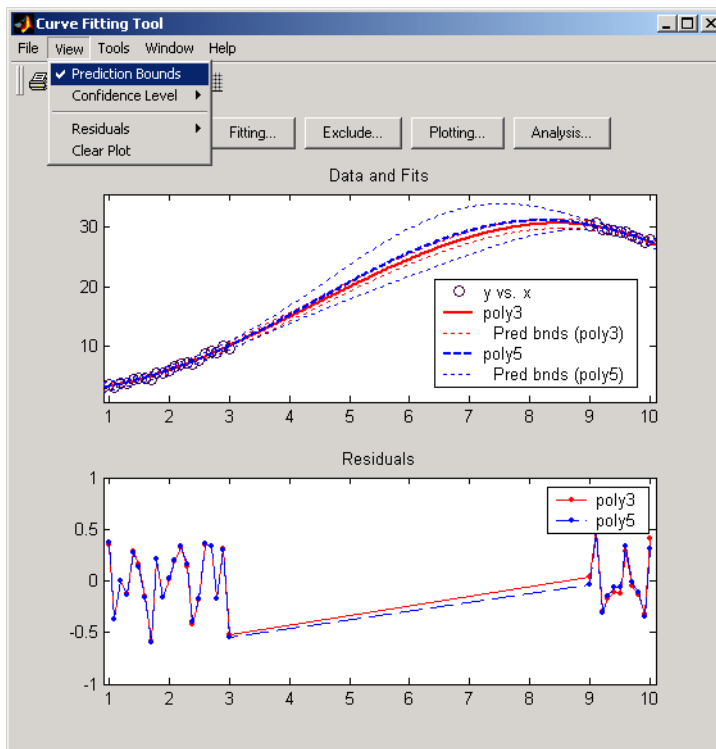 Curve Fitting Tool
File View Tools Window Help
Prediction Bounds
Confidence Level
Residuals
Clear Plot
Fitting... Exclude... Plotting... Analysis...
Data and Fits
30
20
10
y vs. x
poly3
Pred bnds (poly3)
poly5
Pred bnds (poly5)
1 2 3 4 5 6 7 8 9 10
Residuals
1
0.5
0
-0.5
-1
poly3
poly5
1 2 3 4 5 6 7 8 9 10